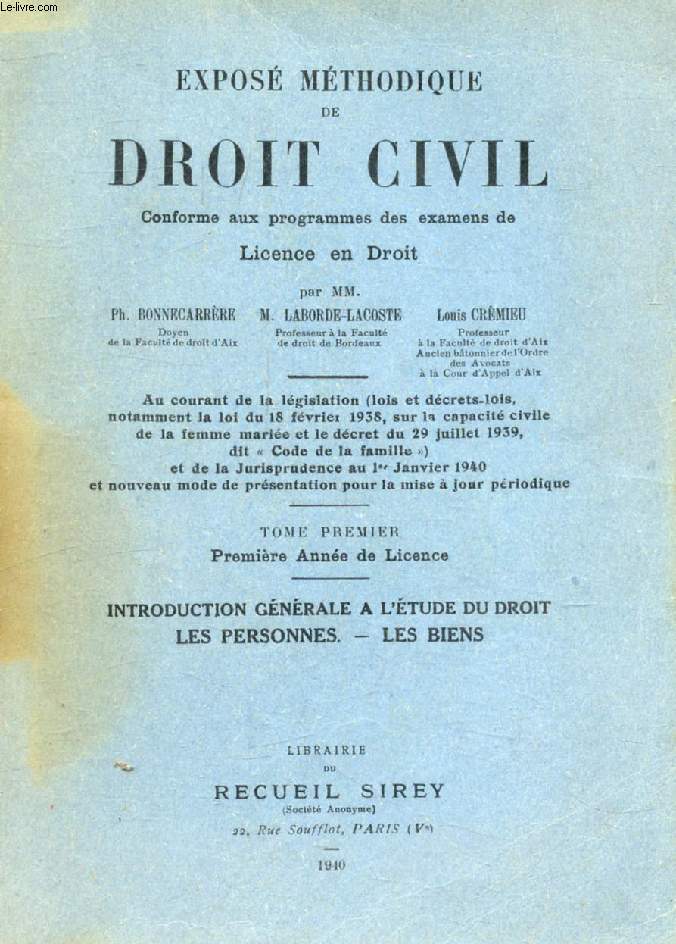 Le-livre.com
EXPOSÉ MÉTHODIQUE
DE
DROIT CIVIL
Conforme aux programmes des examens de
Licence en Droit
par MM.
Ph. BONNECARRÈRE
Doyen
de la Faculté de droit d'Aix
M. LABORDE-LACOSTE
Professeur à la Faculté
de droit de Bordeaux
Louis CRÉMIEU
Professeur
à la Faculté de droit d'Aix
Ancien bâtonnier de l'Ordre
des Avocats
à la Cour d'Appel d'Aix
Au courant de la législation (lois et décrets-lois,
notamment la loi du 18 février 1938, sur la capacité civile
de la femme mariée et le décret du 29 juillet 1939,
dit « Code de la famille »)
et de la Jurisprudence au 1er Janvier 1940
et nouveau mode de présentation pour la mise à jour périodique
TOME PREMIER
Première Année de Licence
INTRODUCTION GÉNÉRALE A L'ÉTUDE DU DROIT
LES PERSONNES. — LES BIENS
LIBRAIRIE
DU
RECUEIL SIREY
(Société Anonyme)
22, Rue Soufflot, PARIS (Ve)
1940